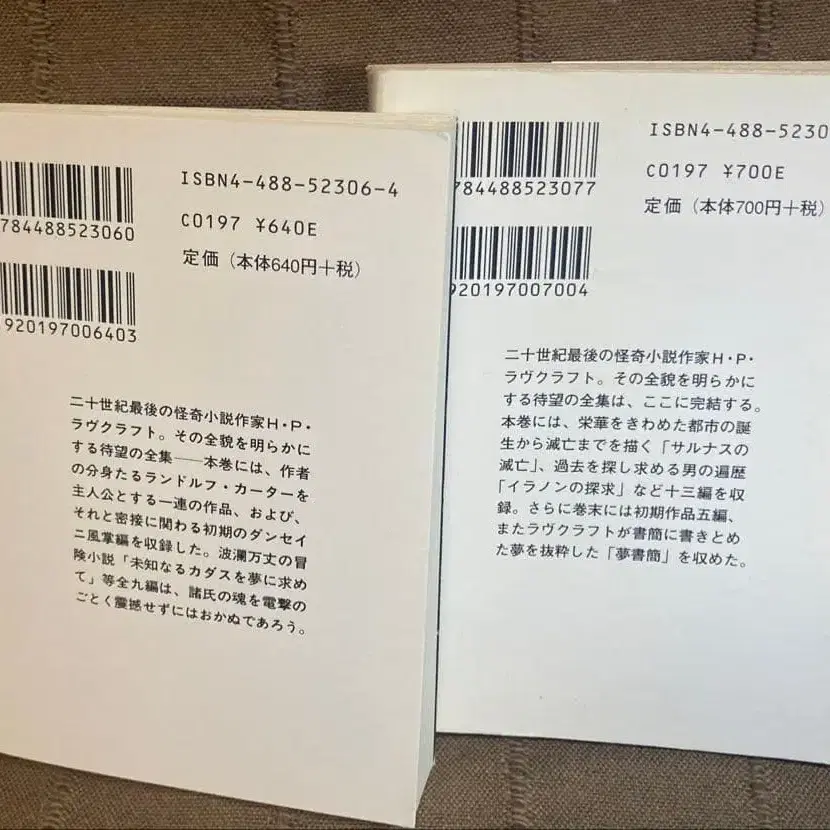 ISBN4-488-52306-4
784488523060
C0197 ¥640E
定価（本体640円＋税）
920197006403
二十世紀最後の怪奇小説作家H・P・
ラヴクラフト。その全貌を明らかに
する待望の全集――本巻には、作者
の分身たるランドルフ・カーターを
主人公とする一連の作品、および、
それと密接に関わる初期のダンセイ
ニ風掌編を収録した。波瀾万丈の冒
険小説「未知なるカダスを夢に求め
て」等全九編は、諸氏の魂を電撃の
ごとく震撼せずにはおかぬであろう。
ISBN4-488-5230
784488523077
C0197 ¥700E
定価（本体700円＋税）
920197007004
二十世紀最後の怪奇小説作家H・P・
ラヴクラフト。その全貌を明らかに
する待望の全集は、ここに完結する。
本巻には、栄華をきわめた都市の誕
生から滅亡までを描く「サルナスの
滅亡」、過去を探し求める男の遍歴
「イラノンの探求」など十三編を収
録。さらに巻末には初期作品五編、
またラヴクラフトが書簡に書きとめ
た夢を抜粋した「夢書簡」を収めた。